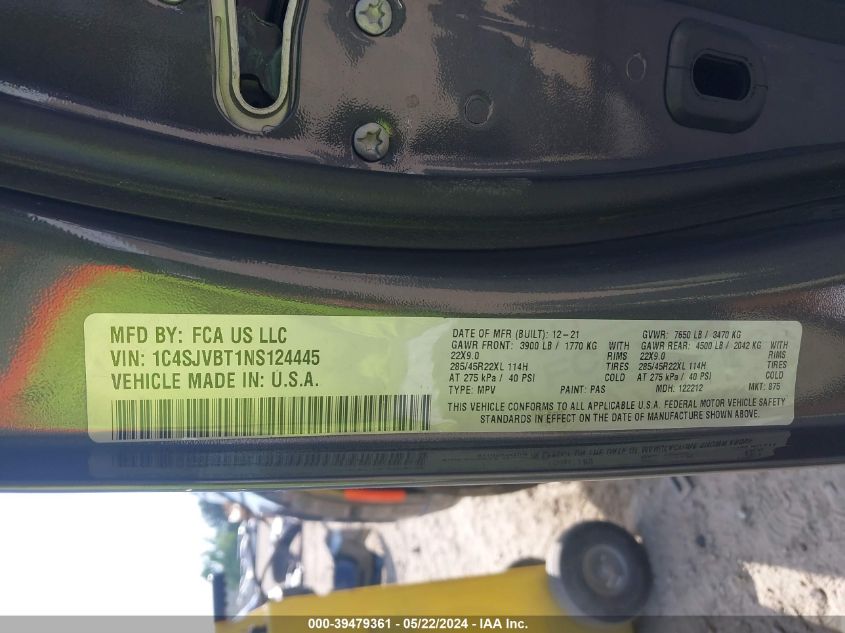 MFD BY: FCA US LLC
VIN: 1C4SJVBT1NS124445
VEHICLE MADE IN: U.S.A.
DATE OF MFR (BUILT): 12-21 GVWR: 7650 LB / 3470 KG
GAWR FRONT: 3900 LB / 1770 KG WITH GAWR REAR: 4500 LB / 2042 KG WITH
22X9.0 RIMS 22X9.0 RIMS
285/45R22XL 114H TIRES 285/45R22XL 114H TIRES
AT 275 kPa / 40 PSI COLD AT 275 kPa / 40 PSI COLD
TYPE: MPV PAINT: PAS MDH: 122212 MKT: 875
THIS VEHICLE CONFORMS TO ALL APPLICABLE U.S.A. FEDERAL MOTOR VEHICLE SAFETY
STANDARDS IN EFFECT ON THE DATE OF MANUFACTURE SHOWN ABOVE.
000-39479361 - 05/22/2024 - IAA Inc.